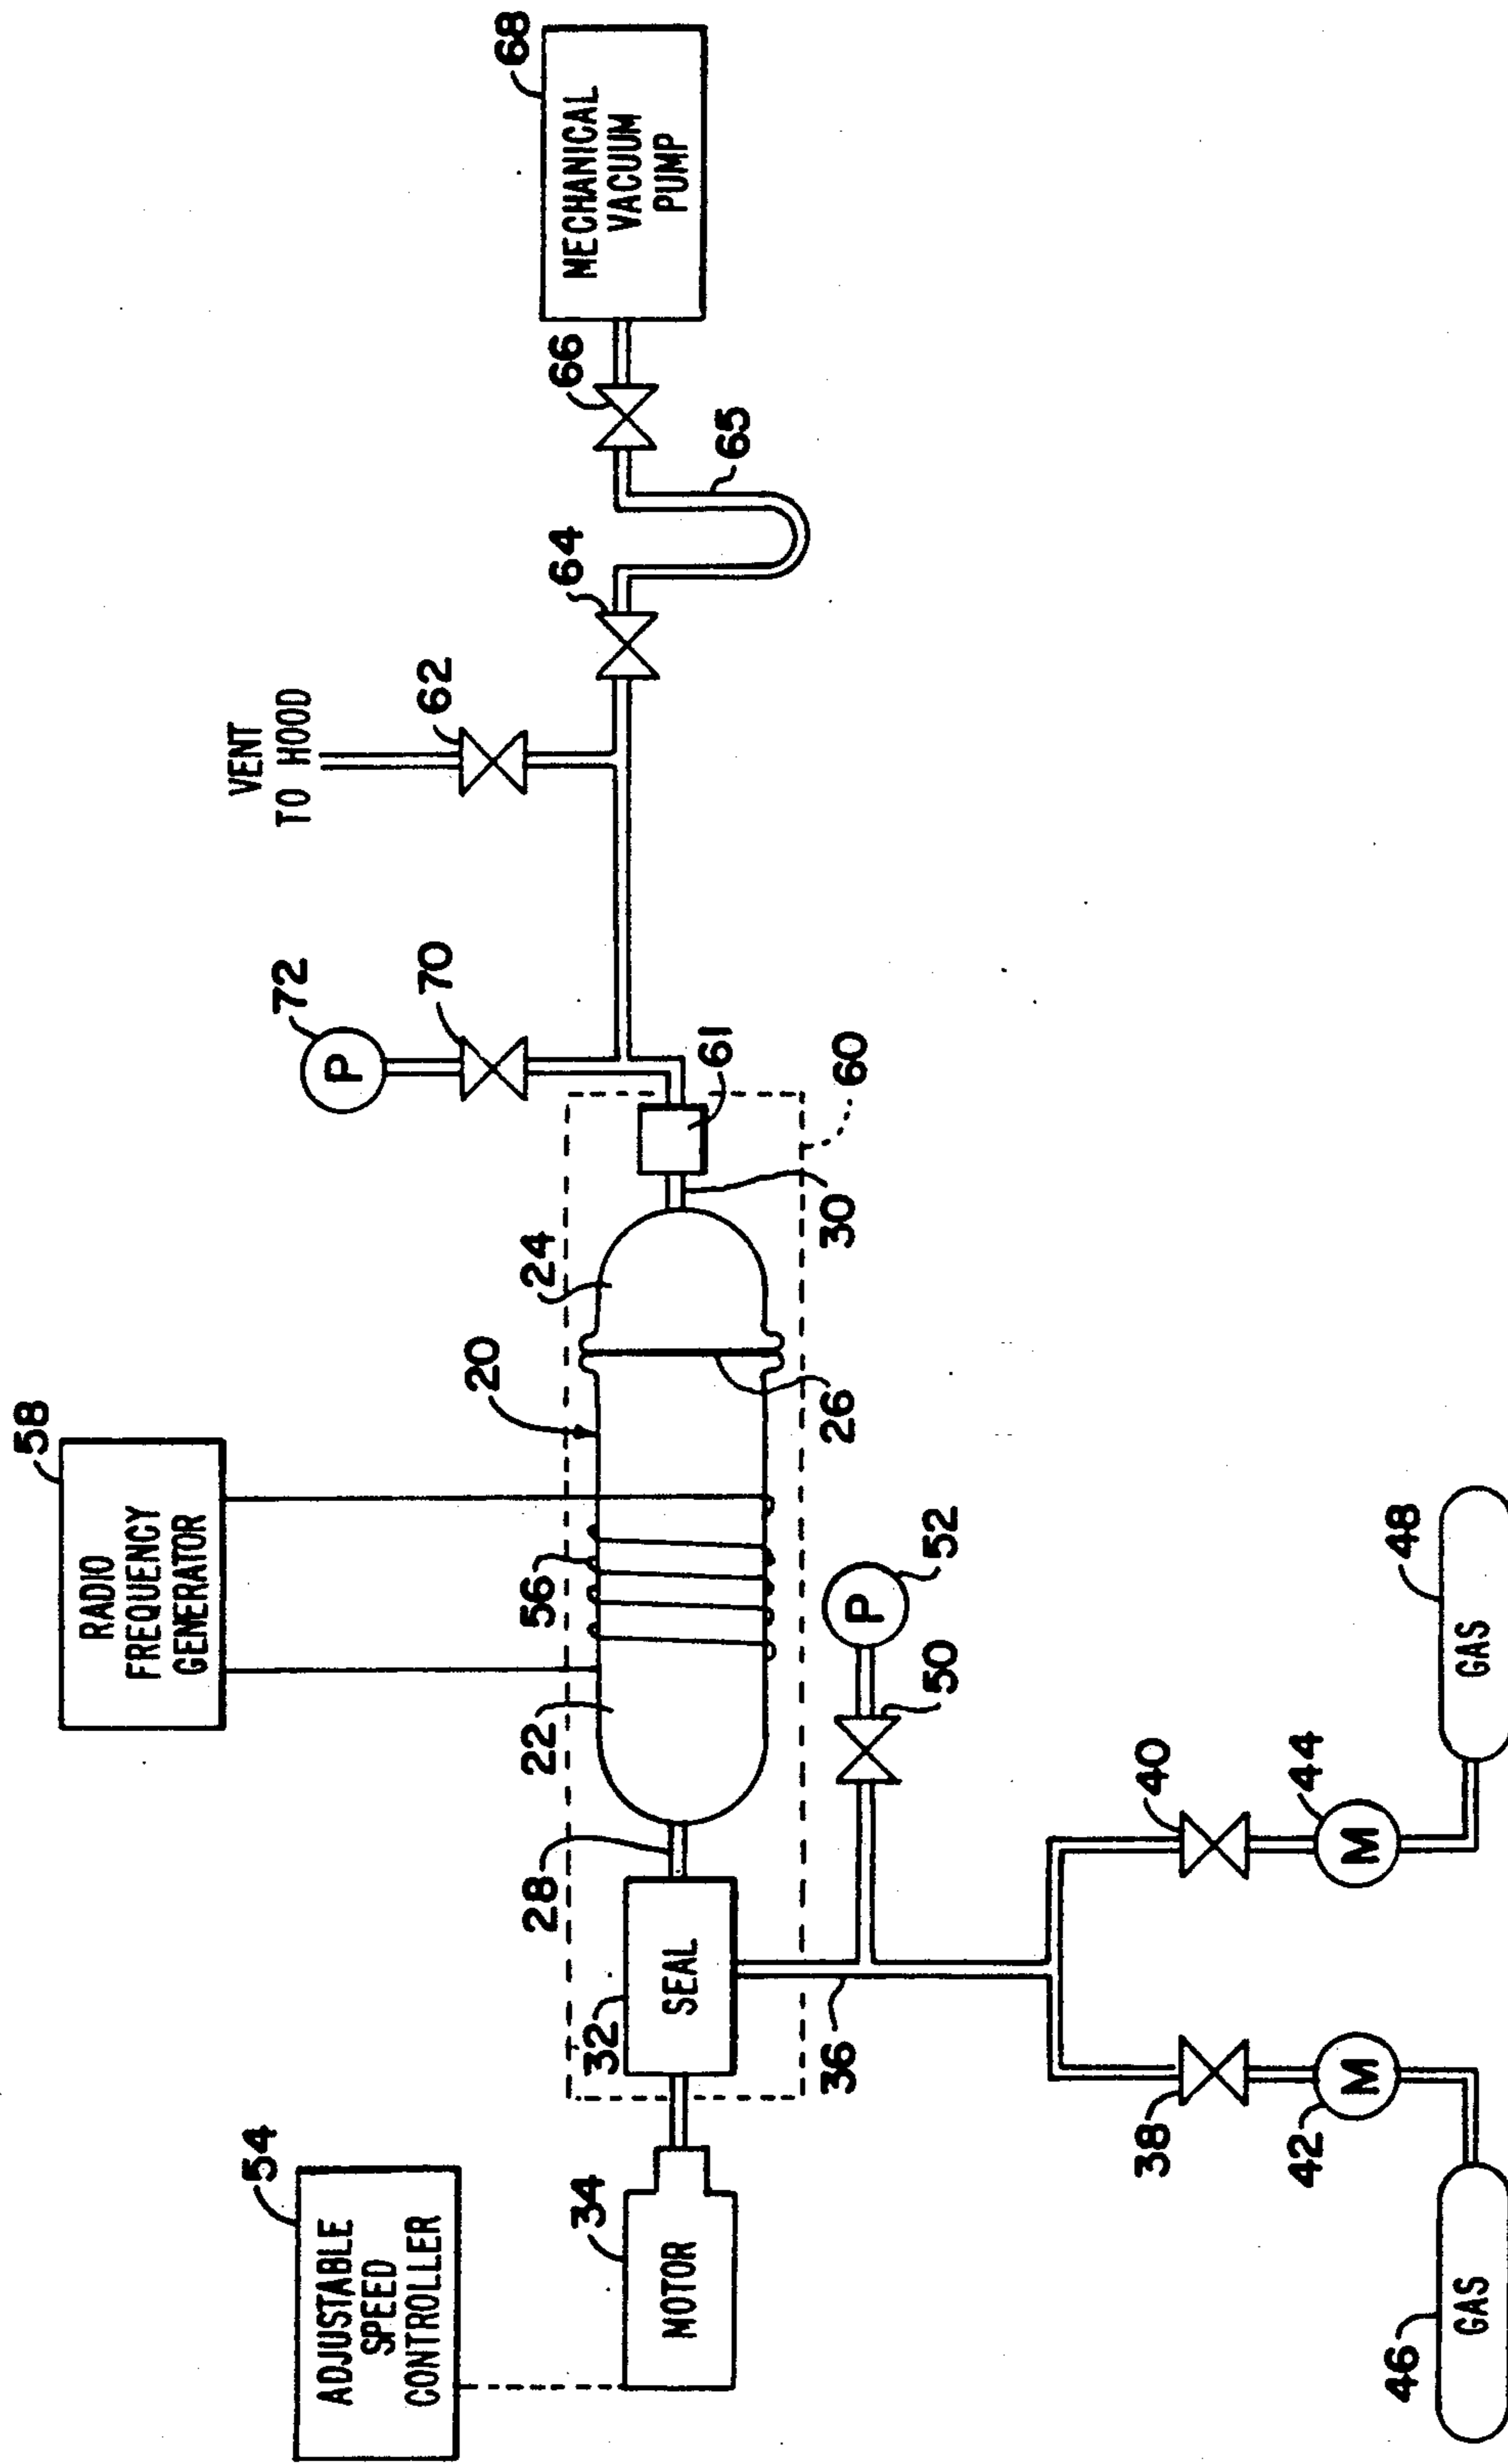 58
RADIO
FREQUENCY
GENERATOR
VENT
TO HOOD
72
P
70
62
68
MECHANICAL
VACUUM
PUMP
54
ADJUSTABLE
SPEED
CONTROLLER
34
MOTOR
32
SEAL
28
22
56
20
24
61
30
60
26
64
66
65
36
50
P
52
38
40
42
M
44
M
46
GAS
48
GAS